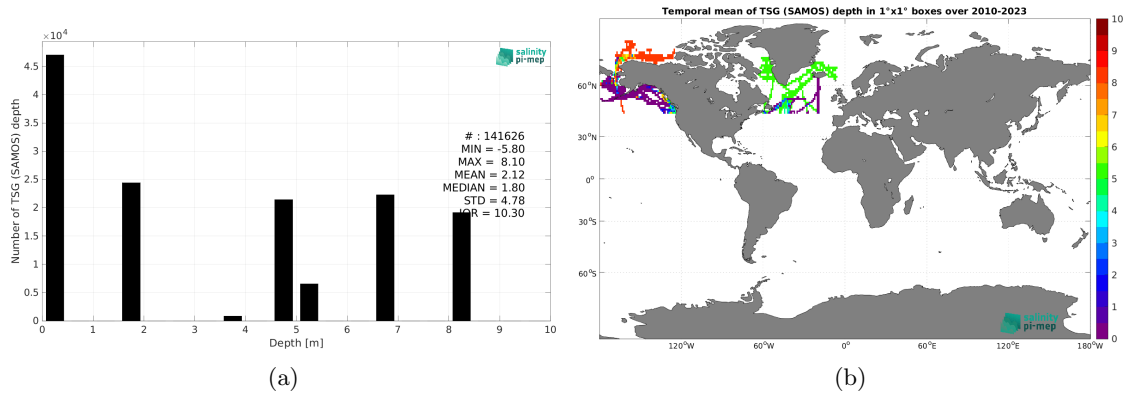 ×10⁴
4.5
4
3.5
3
2.5
2
1.5
1
0.5
0
Number of TSG (SAMOS) depth
salinity
pi-mep
# : 141626
MIN = -5.80
MAX = 8.10
MEAN = 2.12
MEDIAN = 1.80
STD = 4.78
IQR = 10.30
0 1 2 3 4 5 6 7 8 9 10
Depth [m]
(a)
Temporal mean of TSG (SAMOS) depth in 1°x1° boxes over 2010-2023
60°N
30°N
0°
30°S
60°S
120°W 60°W 0° 60°E 120°E 180°W
salinity
pi-mep
10
9
8
7
6
5
4
3
2
1
0
(b)